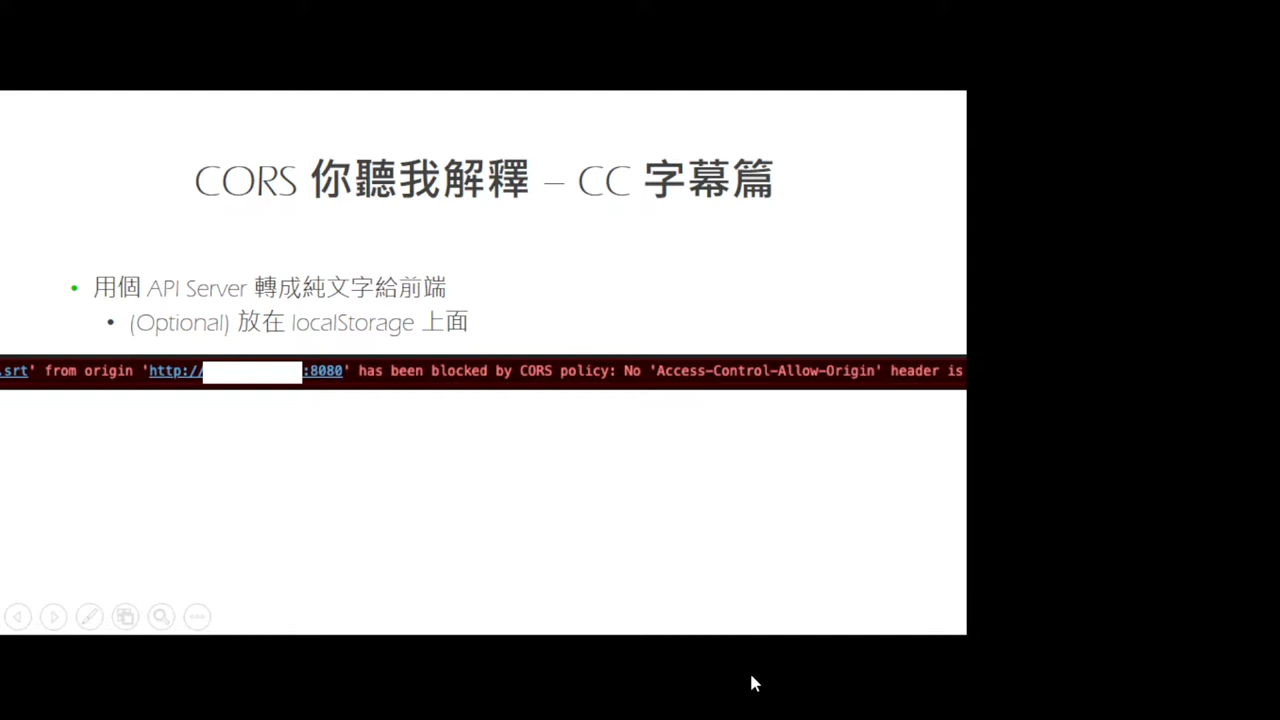 CORS 你聽我解釋 – CC 字幕篇
• 用個 API Server 轉成純文字給前端
• (Optional) 放在 localStorage 上面
.srt' from origin 'http:// :8080' has been blocked by CORS policy: No 'Access-Control-Allow-Origin' header is